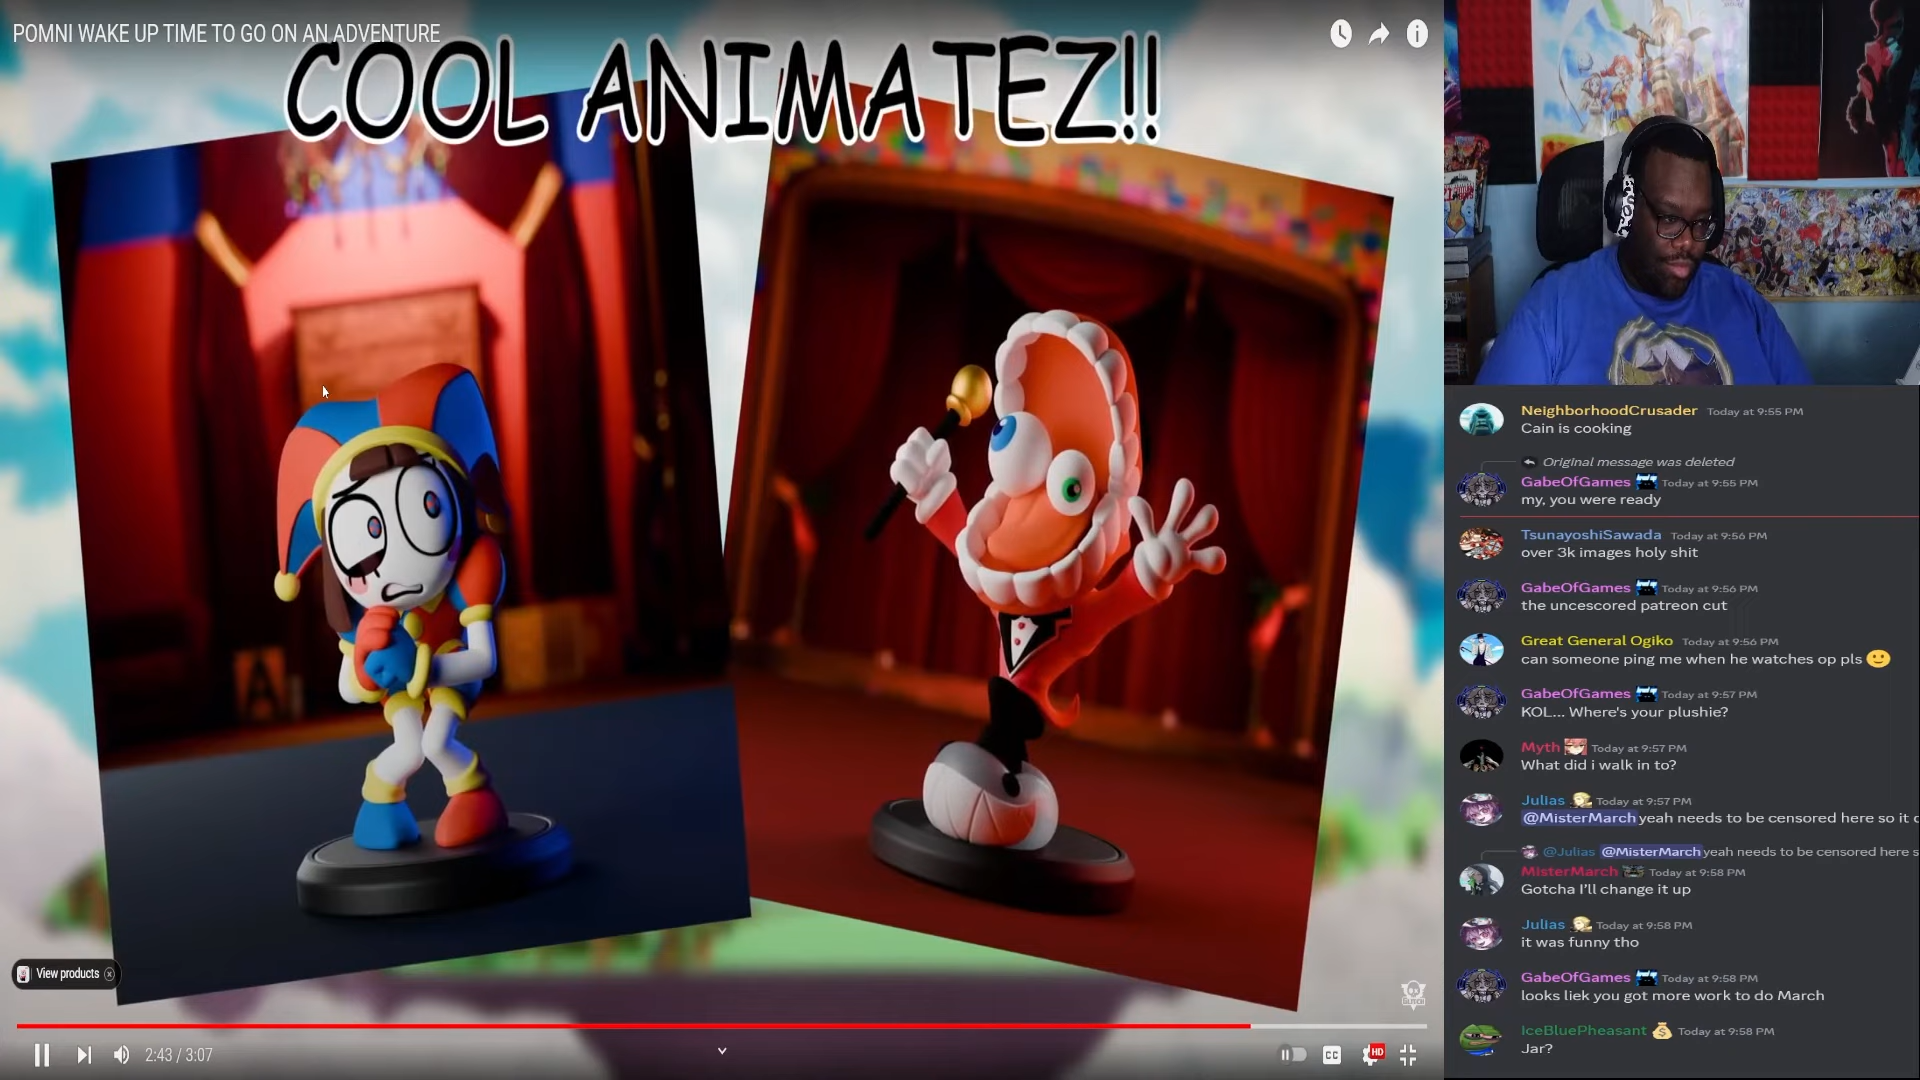 POMNI WAKE UP TIME TO GO ON AN ADVENTURE
COOL ANIMATEZ!!
View products
GLITCH
2:43 / 3:07
CC
HD
NeighborhoodCrusader Today at 9:55 PM
Cain is cooking
Original message was deleted
GabeOfGames Today at 9:55 PM
my, you were ready
TsunayoshiSawada Today at 9:56 PM
over 3k images holy shit
GabeOfGames Today at 9:56 PM
the uncescored patreon cut
Great General Ogiko Today at 9:56 PM
can someone ping me when he watches op pls
GabeOfGames Today at 9:57 PM
KOL... Where's your plushie?
Myth Today at 9:57 PM
What did i walk in to?
Julias Today at 9:57 PM
@MisterMarch yeah needs to be censored here so it
@Julias @MisterMarch yeah needs to be censored here
MisterMarch Today at 9:58 PM
Gotcha I'll change it up
Julias Today at 9:58 PM
it was funny tho
GabeOfGames Today at 9:58 PM
looks liek you got more work to do March
IceBluePheasant Today at 9:58 PM
Jar?